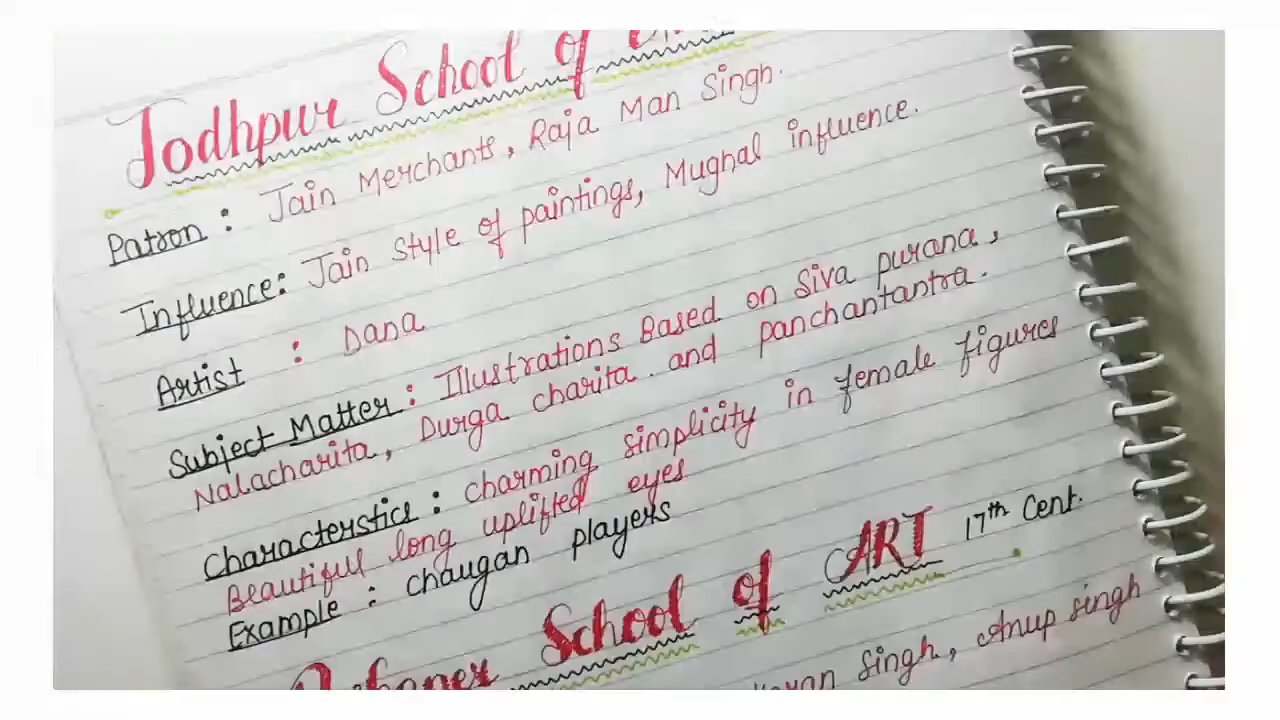 Jodhpur School of
Patron : Jain Merchants, Raja Man Singh.
Influence: Jain style of paintings, Mughal influence.
Artist : Dana
Subject Matter : Illustrations Based on Siva purana,
Nalacharita, Durga charita. and panchantantra.
Characterstics : charming simplicity in female figures
Beautiful long uplifted eyes
Example : chaugan players
School of ART 17th Cent.
Singh, Anup singh